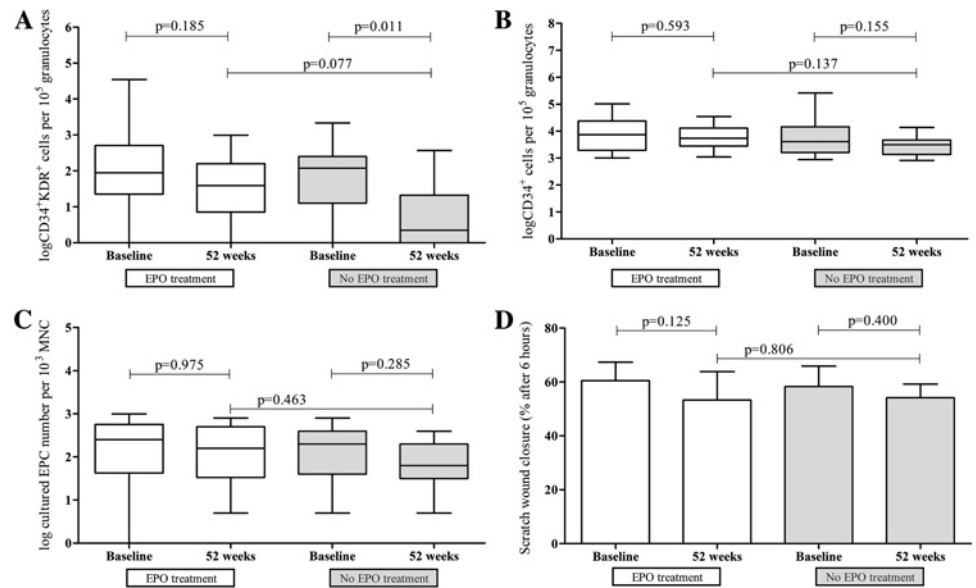 A
p=0.185
p=0.011
p=0.077
logCD34+KDR+ cells per 10^5 granulocytes
6
5
4
3
2
1
0
Baseline
52 weeks
Baseline
52 weeks
EPO treatment
No EPO treatment
B
p=0.593
p=0.155
p=0.137
logCD34+ cells per 10^5 granulocytes
8
7
6
5
4
3
2
1
0
Baseline
52 weeks
Baseline
52 weeks
EPO treatment
No EPO treatment
C
p=0.975
p=0.285
p=0.463
log cultured EPC number per 10^3 MNC
5
4
3
2
1
0
Baseline
52 weeks
Baseline
52 weeks
EPO treatment
No EPO treatment
D
p=0.125
p=0.400
p=0.806
Scratch wound closure (% after 6 hours)
80
60
40
20
0
Baseline
52 weeks
Baseline
52 weeks
EPO treatment
No EPO treatment